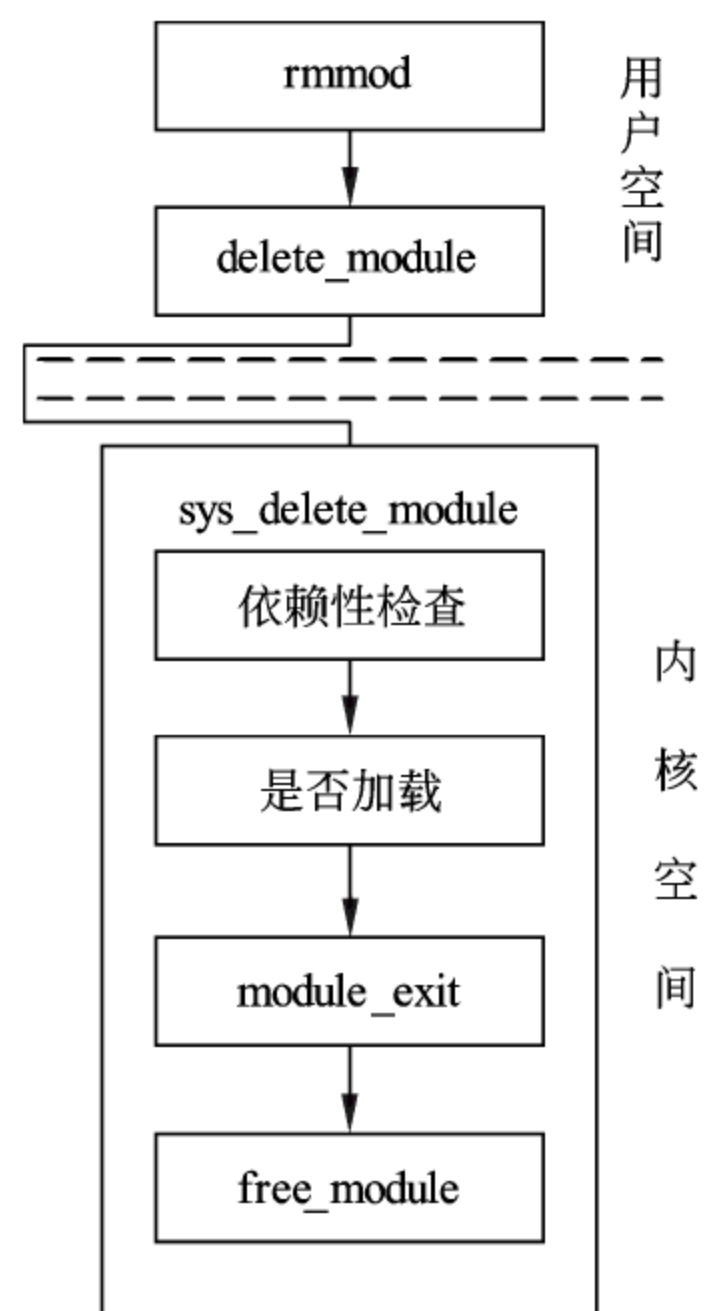 rmmod
用户空间
delete_module
sys_delete_module
依赖性检查
是否加载
module_exit
free_module
内核空间